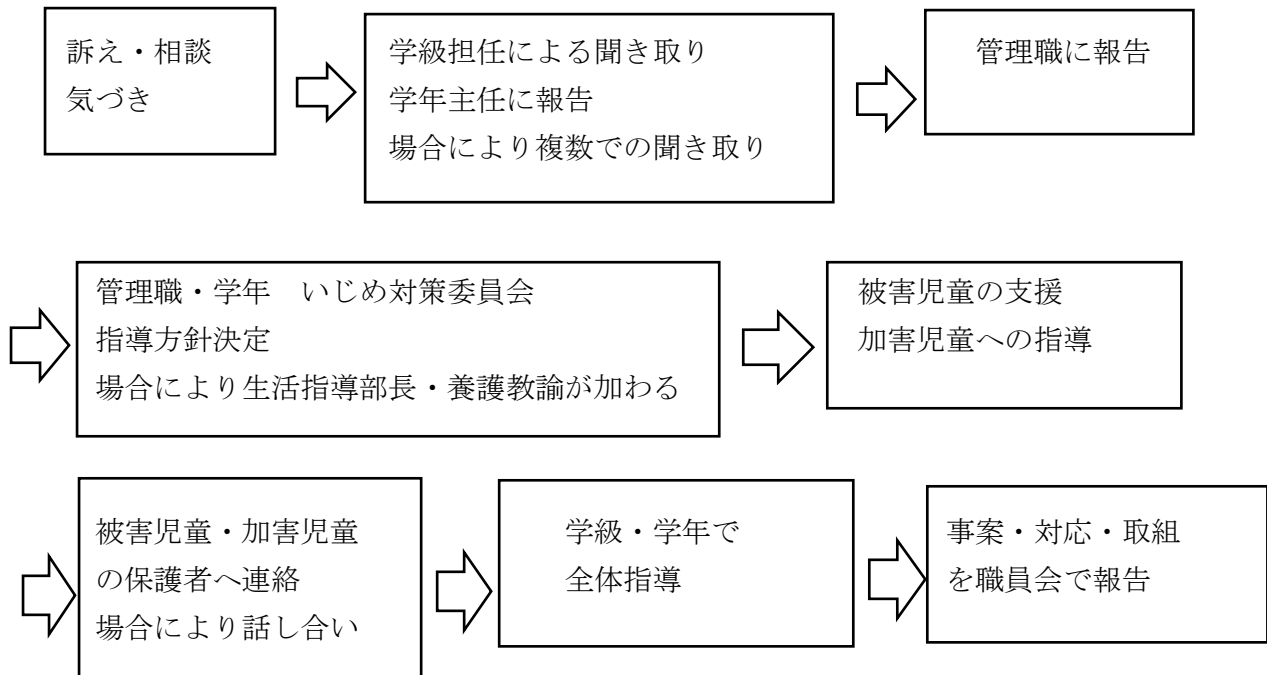 訴え・相談
気づき
学級担任による聞き取り
学年主任に報告
場合により複数での聞き取り
管理職に報告
管理職・学年　いじめ対策委員会
指導方針決定
場合により生活指導部長・養護教諭が加わる
被害児童の支援
加害児童への指導
被害児童・加害児童
の保護者へ連絡
場合により話し合い
学級・学年で
全体指導
事案・対応・取組
を職員会で報告